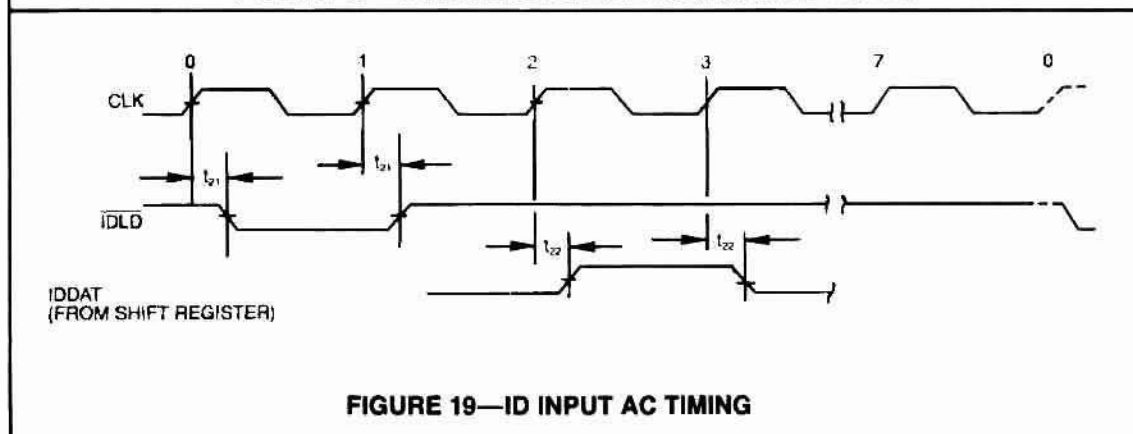 0 1 2 3 7 0
CLK
t21 t21
IDLD
t22 t22
IDDAT
(FROM SHIFT REGISTER)
FIGURE 19—ID INPUT AC TIMING